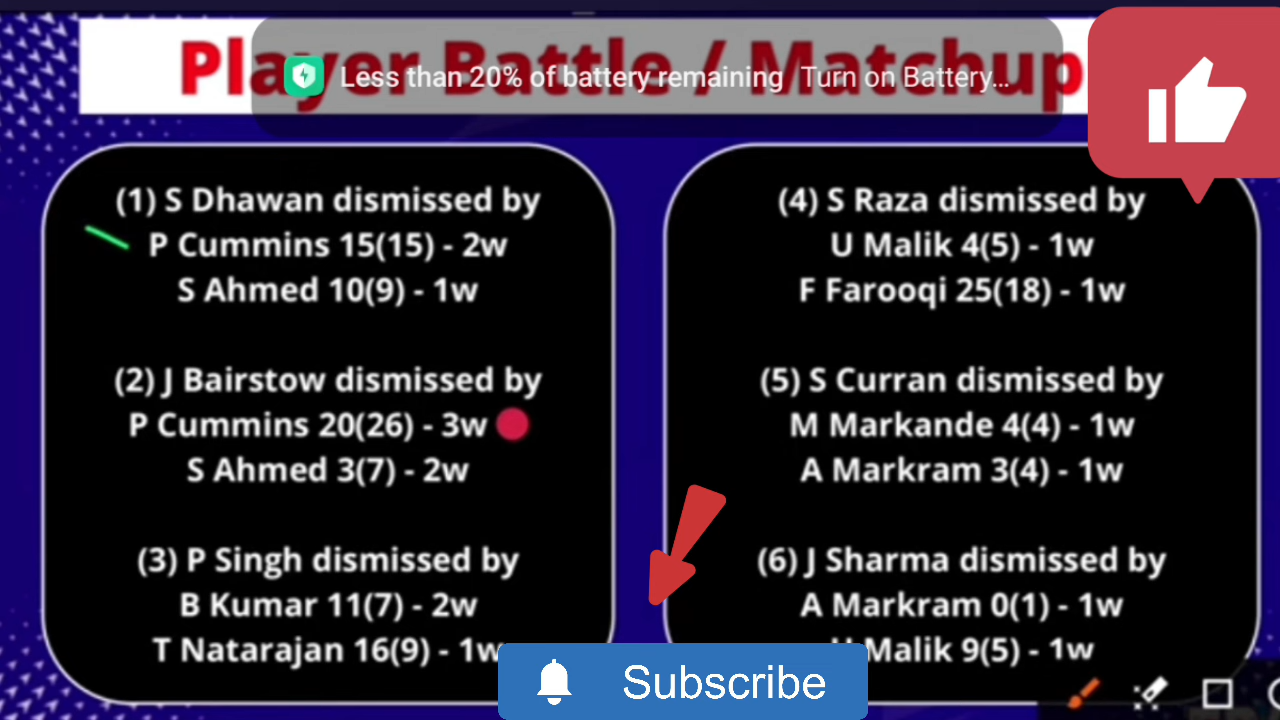 Player Battle / Matchup
Less than 20% of battery remaining Turn on Battery...
(1) S Dhawan dismissed by
P Cummins 15(15) - 2w
S Ahmed 10(9) - 1w
(2) J Bairstow dismissed by
P Cummins 20(26) - 3w
S Ahmed 3(7) - 2w
(3) P Singh dismissed by
B Kumar 11(7) - 2w
T Natarajan 16(9) - 1w
(4) S Raza dismissed by
U Malik 4(5) - 1w
F Farooqi 25(18) - 1w
(5) S Curran dismissed by
M Markande 4(4) - 1w
A Markram 3(4) - 1w
(6) J Sharma dismissed by
A Markram 0(1) - 1w
Malik 9(5) - 1w
Subscribe